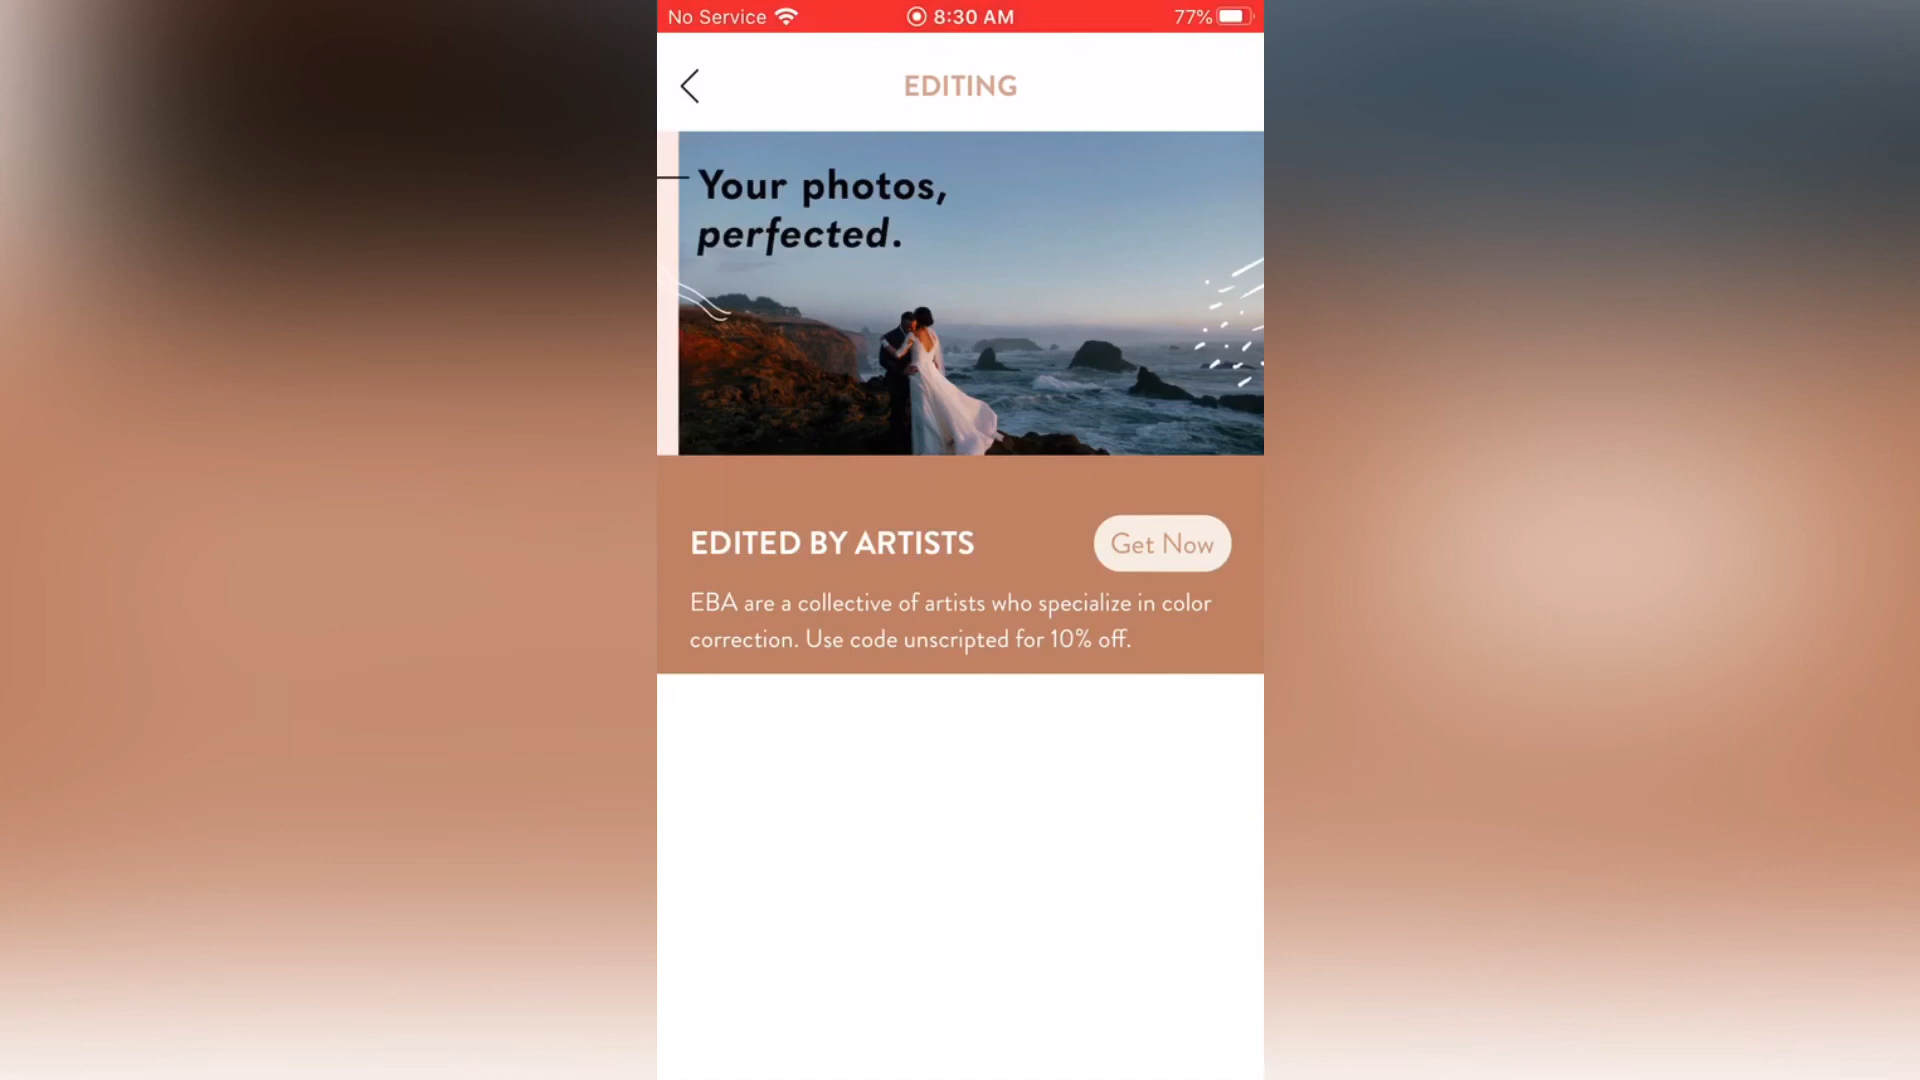 No Service 8:30 AM 77%
EDITING
Your photos,
perfected.
EDITED BY ARTISTS
Get Now
EBA are a collective of artists who specialize in color
correction. Use code unscripted for 10% off.